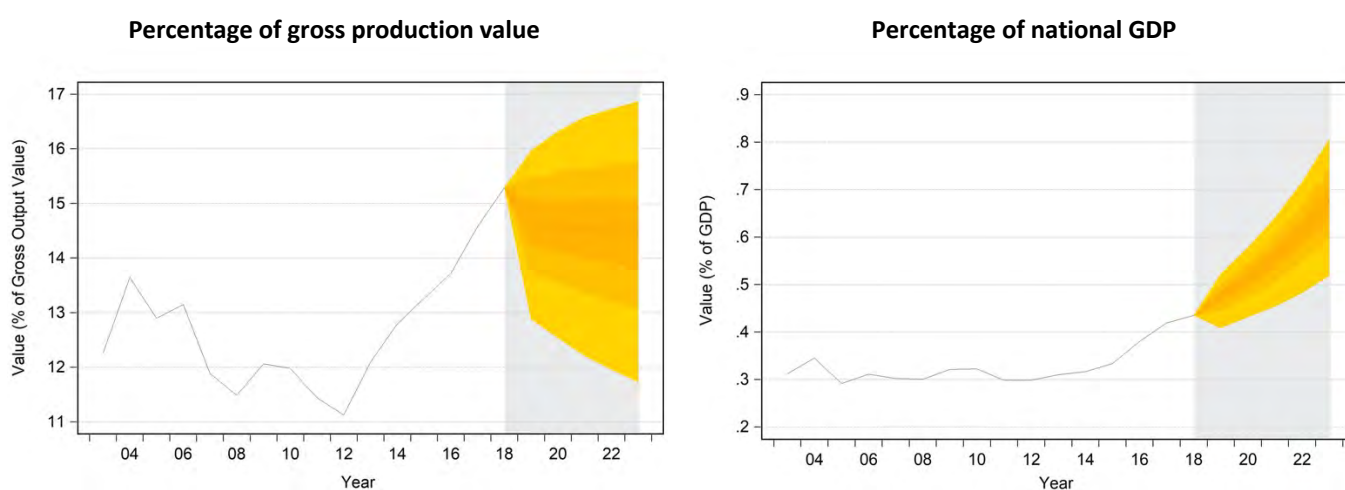 Percentage of gross production value
17
16
15
14
13
12
11
Value (% of Gross Output Value)
04 06 08 10 12 14 16 18 20 22
Year
Percentage of national GDP
.9
.8
.7
.6
.5
.4
.3
.2
Value (% of GDP)
04 06 08 10 12 14 16 18 20 22
Year